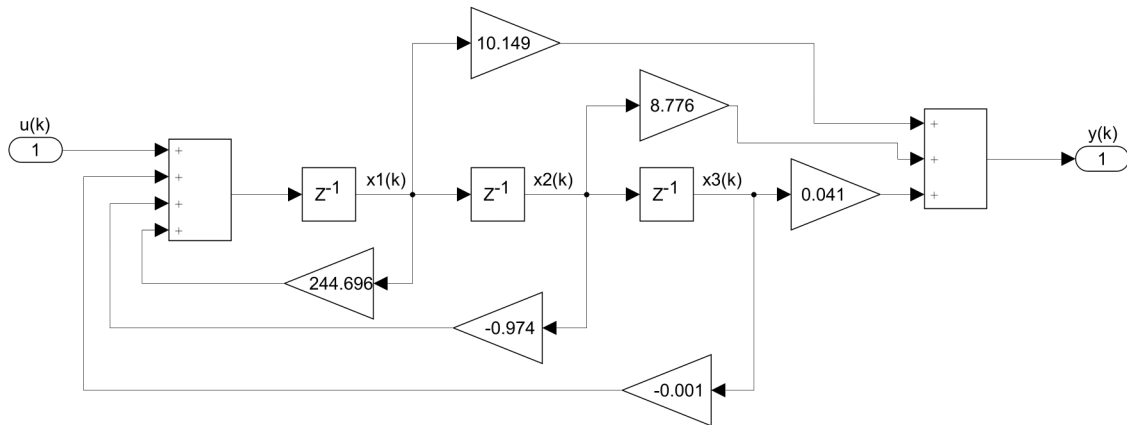 10.149
8.776
u(k)
1
+
+
+
+
Z-1
x1(k)
Z-1
x2(k)
Z-1
x3(k)
0.041
+
+
+
y(k)
1
244.696
-0.974
-0.001